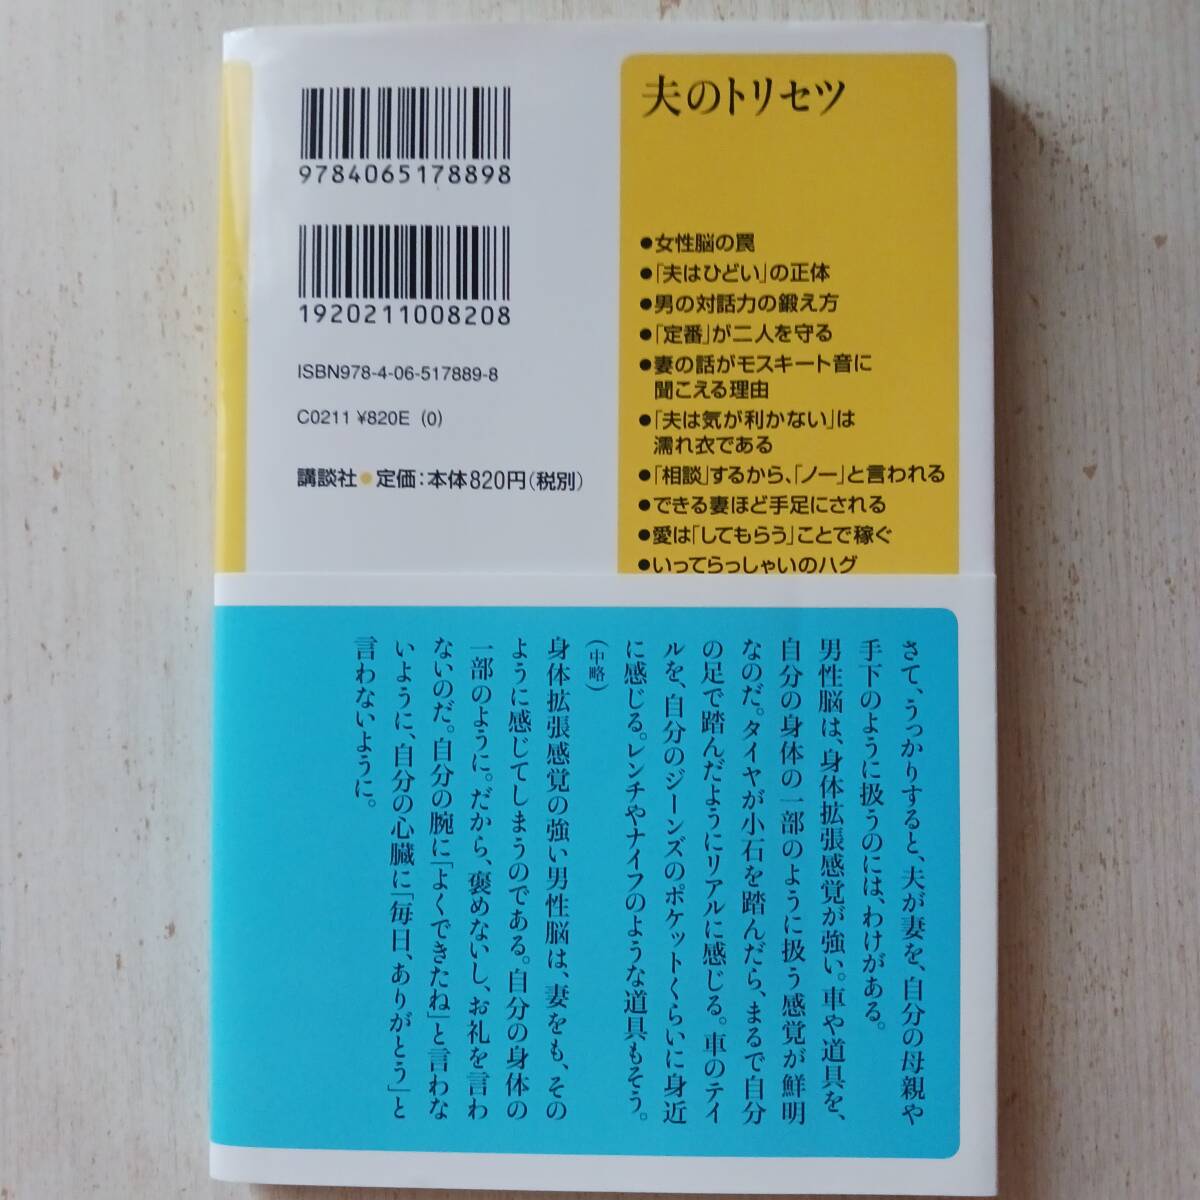 夫のトリセツ
●女性脳の罠
●「夫はひどい」の正体
●男の対話力の鍛え方
●「定番」が二人を守る
●妻の話がモスキート音に
聞こえる理由
●「夫は気が利かない」は
濡れ衣である
●「相談」するから、「ノー」と言われる
●できる妻ほど手足にされる
●愛は「してもらう」ことで稼ぐ
●いってらっしゃいのハグ
9784065178898
1920211008208
ISBN978-4-06-517889-8
C0211 ¥820E (0)
講談社●定価：本体820円(税別)
さて、うっかりすると、夫が妻を、自分の母親や
手下のように扱うのには、わけがある。
男性脳は、身体拡張感覚が強い。車や道具を、
自分の身体の一部のように扱う感覚が鮮明
なのだ。タイヤが小石を踏んだら、まるで自分
の足で踏んだようにリアルに感じる。車のテイ
ルを、自分のジーンズのポケットくらいに身近
に感じる。レンチやナイフのような道具もそう。
(中略)
身体拡張感覚の強い男性脳は、妻をも、その
ように感じてしまうのである。自分の身体の
一部のように。だから、褒めないし、お礼を言わ
ないのだ。自分の腕に「よくできたね」と言わな
いように、自分の心臓に「毎日、ありがとう」と
言わないように。